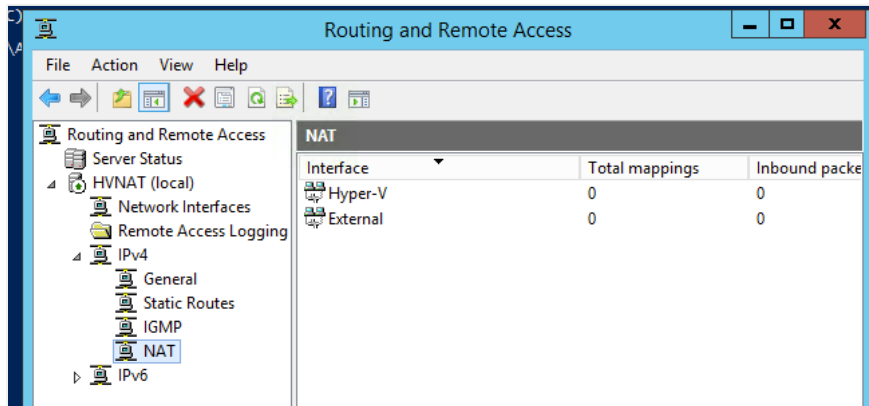 Routing and Remote Access
File Action View Help
Routing and Remote Access
Server Status
HVNAT (local)
Network Interfaces
Remote Access Logging
IPv4
General
Static Routes
IGMP
NAT
IPv6
NAT
Interface Total mappings Inbound packe
Hyper-V 0 0
External 0 0